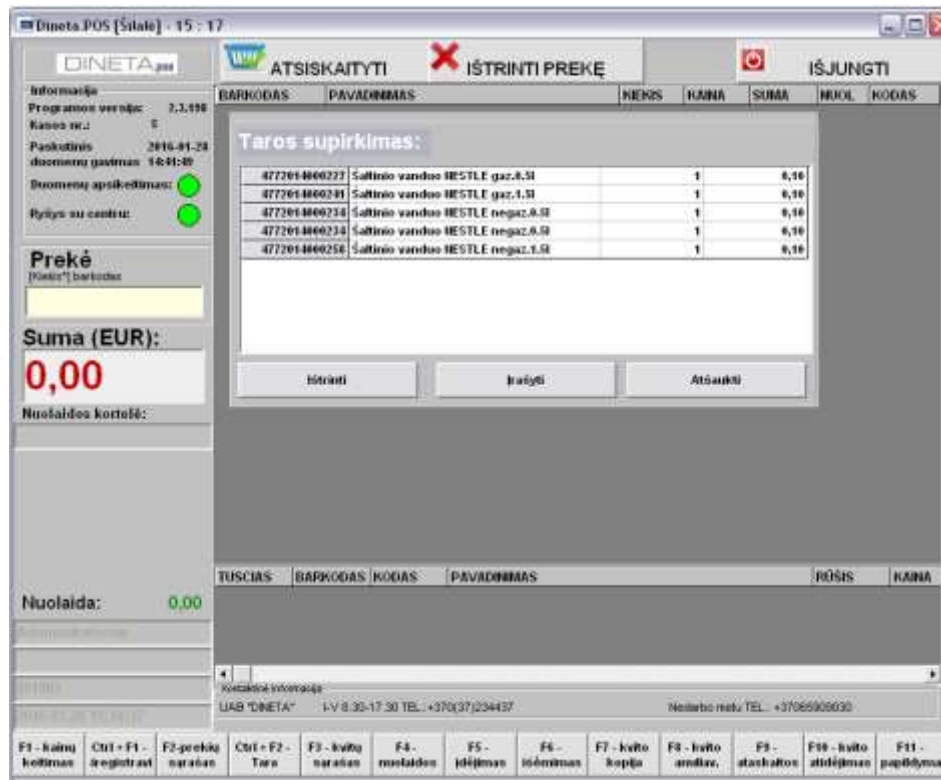 Dineta.POS [Šilalė] - 15 : 17
DINETA pos
ATSISKAITYTI
IŠTRINTI PREKĘ
IŠJUNGTI
Informacija
Programos versija: 2.3.198
Kasos nr.: 5
Paskutinis 2016-01-28
duomenų gavimas 14:41:49
Duomenų apsikeitimas:
Ryšys su centru:
BARKODAS PAVADINIMAS KIEKIS KAINA SUMA NUOL. KODAS
Taros supirkimas:
4772014000227 Šaltinio vanduo NESTLE gaz.0.5l 1 0,10
4772014000241 Šaltinio vanduo NESTLE gaz.1.5l 1 0,10
4772014000234 Šaltinio vanduo NESTLE negaz.0.5l 1 0,10
4772014000234 Šaltinio vanduo NESTLE negaz.0.5l 1 0,10
4772014000258 Šaltinio vanduo NESTLE negaz.1.5l 1 0,10
Ištrinti
Įrašyti
Atšaukti
Prekė
[Kiekis*] barkodas
Suma (EUR):
0,00
Nuolaidos kortelė:
Nuolaida: 0,00
TUSCIAS BARKODAS KODAS PAVADINIMAS RŪŠIS KAINA
Kontaktinė informacija
UAB "DINETA" I-V 8.30-17.30 TEL.: +370(37)234437 Nedarbo metu TEL.: +37065909030
F1 - kainų keitimas
Ctrl + F1 - išregistruoti
F2-prekių sąrašas
Ctrl + F2 - Tara
F3 - kvitų sąrašas
F4 - nuolaidos
F5 - įdėjimas
F6 - išėmimas
F7 - kvito kopija
F8 - kvito anuliav.
F9 - ataskaitos
F10 - kvito atidėjimas
F11 - papildymas